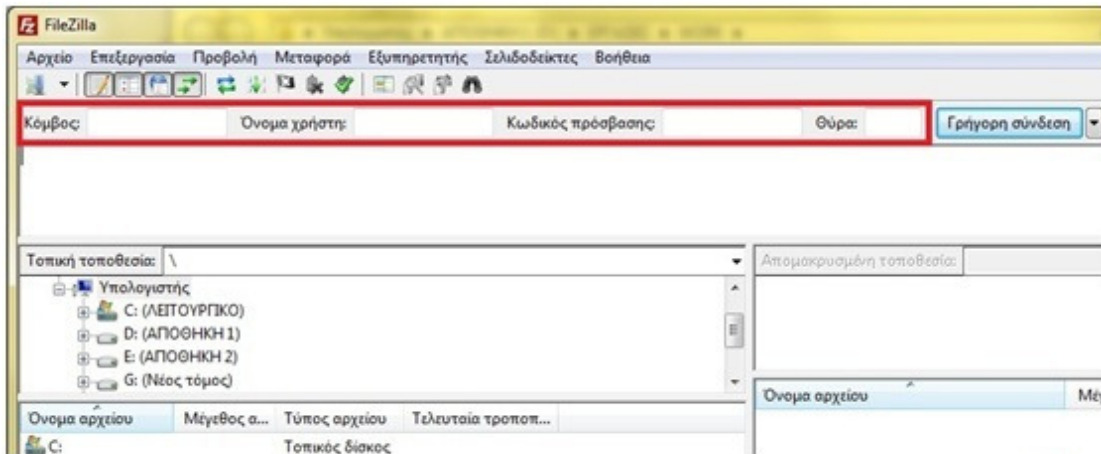 FileZilla
Αρχείο Επεξεργασία Προβολή Μεταφορά Εξυπηρετητής Σελιδοδείκτες Βοήθεια
Κόμβος: Όνομα χρήστη: Κωδικός πρόσβασης: Θύρα: Γρήγορη σύνδεση
Τοπική τοποθεσία: \ Απομακρυσμένη τοποθεσία:
Υπολογιστής
C: (ΛΕΙΤΟΥΡΓΙΚΟ)
D: (ΑΠΟΘΗΚΗ 1)
E: (ΑΠΟΘΗΚΗ 2)
G: (Νέος τόμος)
Όνομα αρχείου Μέ
Όνομα αρχείου Μέγεθος α... Τύπος αρχείου Τελευταία τροποπ...
C: Τοπικός δίσκος